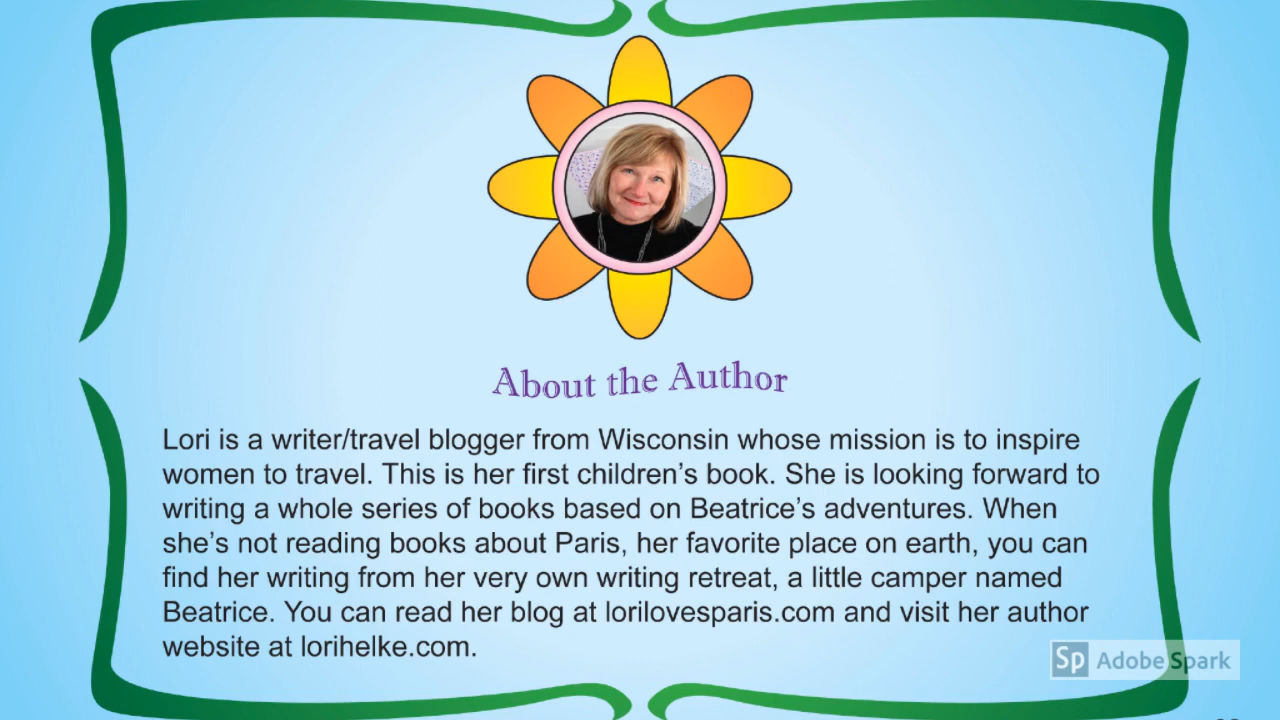 About the Author
Lori is a writer/travel blogger from Wisconsin whose mission is to inspire
women to travel. This is her first children’s book. She is looking forward to
writing a whole series of books based on Beatrice’s adventures. When
she’s not reading books about Paris, her favorite place on earth, you can
find her writing from her very own writing retreat, a little camper named
Beatrice. You can read her blog at lorilovesparis.com and visit her author
website at lorihelke.com.
Sp Adobe Spark